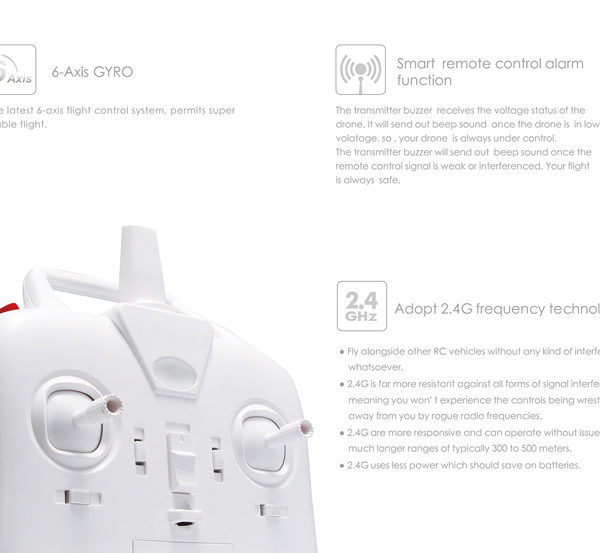 Axis
6-Axis GYRO
latest 6-axis flight control system, permits super
flight.
Smart remote control alarm
function
The transmitter buzzer receives the voltage status of the
drone. It will send out beep sound once the drone is in low
volatage, so , your drone is always under control.
The transmitter buzzer will send out beep sound once the
remote control signal is weak or interferenced. Your flight
is always safe.
2.4
GHz
Adopt 2.4G frequency technol
● Fly alongside other RC vehicles without any kind of interfe
whatsoever.
● 2.4G is far more resistant against all forms of signal interfe
meaning you won' t experience the controls being wrest
away from you by rogue radio frequencies.
● 2.4G are more responsive and can operate without issue
much longer ranges of typically 300 to 500 meters.
● 2.4G uses less power which should save on batteries.